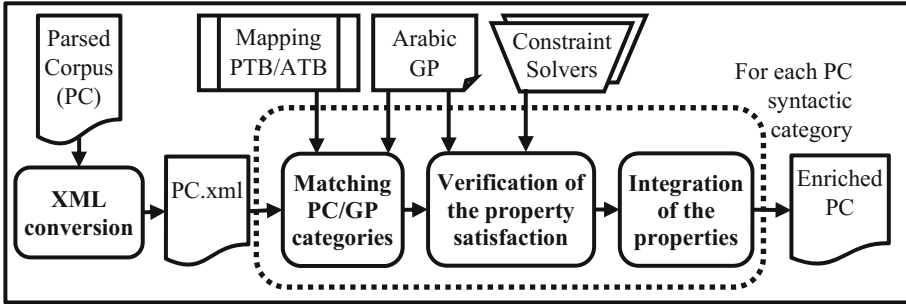 Parsed
Corpus
(PC)
Mapping
PTB/ATB
Arabic
GP
Constraint
Solvers
For each PC
syntactic
category
XML
conversion
PC.xml
Matching
PC/GP
categories
Verification of
the property
satisfaction
Integration
of the
properties
Enriched
PC